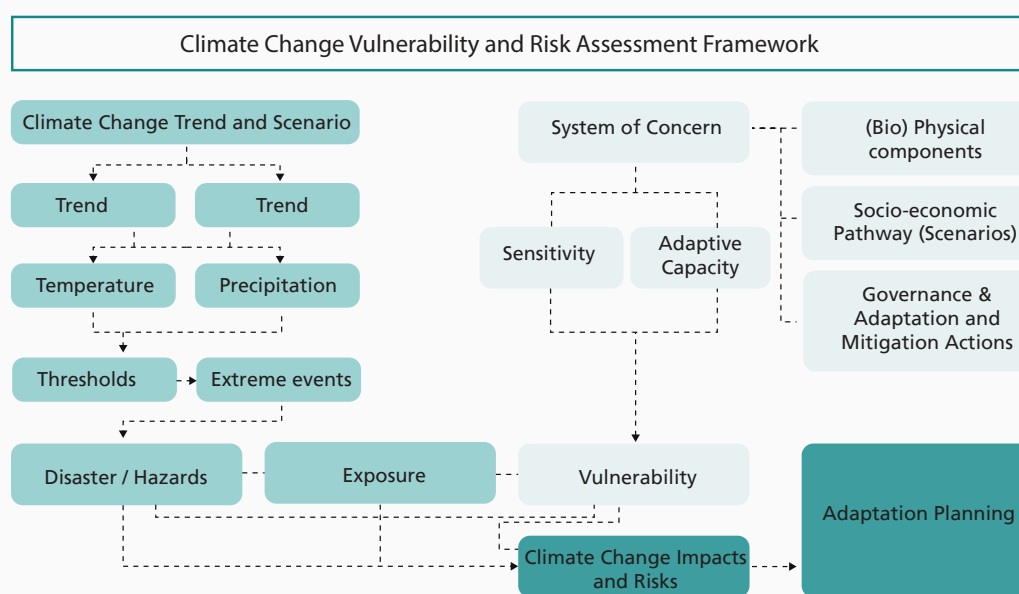 Climate Change Vulnerability and Risk Assessment Framework
Climate Change Trend and Scenario
Trend
Trend
Temperature
Precipitation
Thresholds
Extreme events
Disaster / Hazards
Exposure
System of Concern
Sensitivity
Adaptive
Capacity
Vulnerability
Climate Change Impacts
and Risks
(Bio) Physical
components
Socio-economic
Pathway (Scenarios)
Governance &
Adaptation and
Mitigation Actions
Adaptation Planning